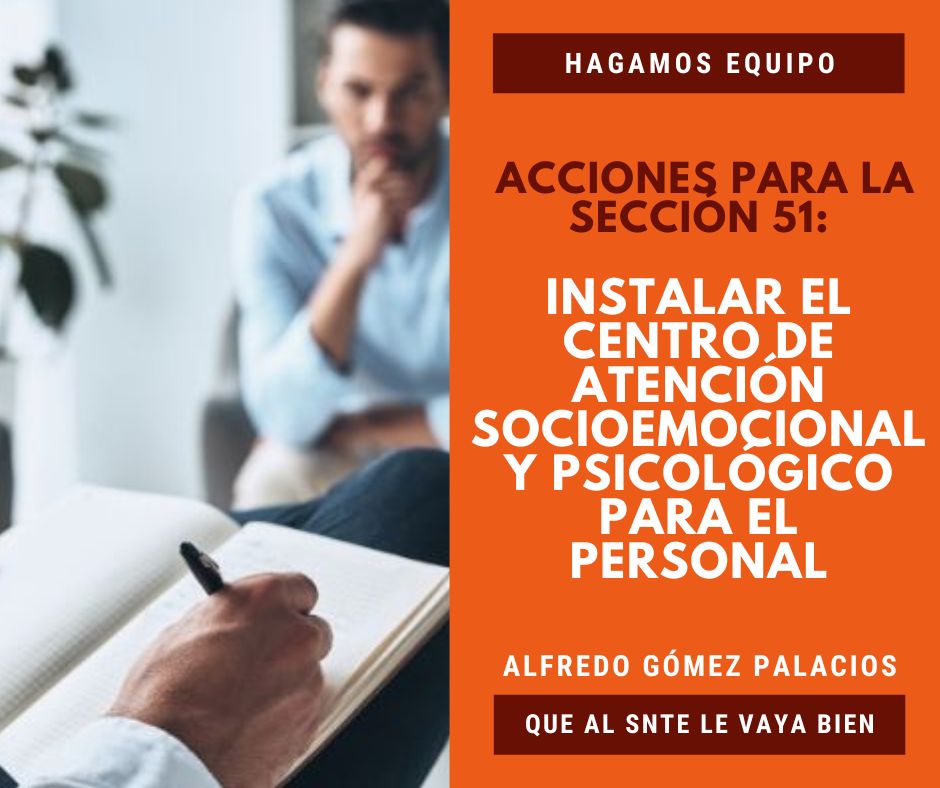 HAGAMOS EQUIPO
ACCIONES PARA LA
SECCIÓN 51:
INSTALAR EL
CENTRO DE
ATENCIÓN
SOCIOEMOCIONAL
Y PSICOLÓGICO
PARA EL
PERSONAL
ALFREDO GÓMEZ PALACIOS
QUE AL SNTE LE VAYA BIEN